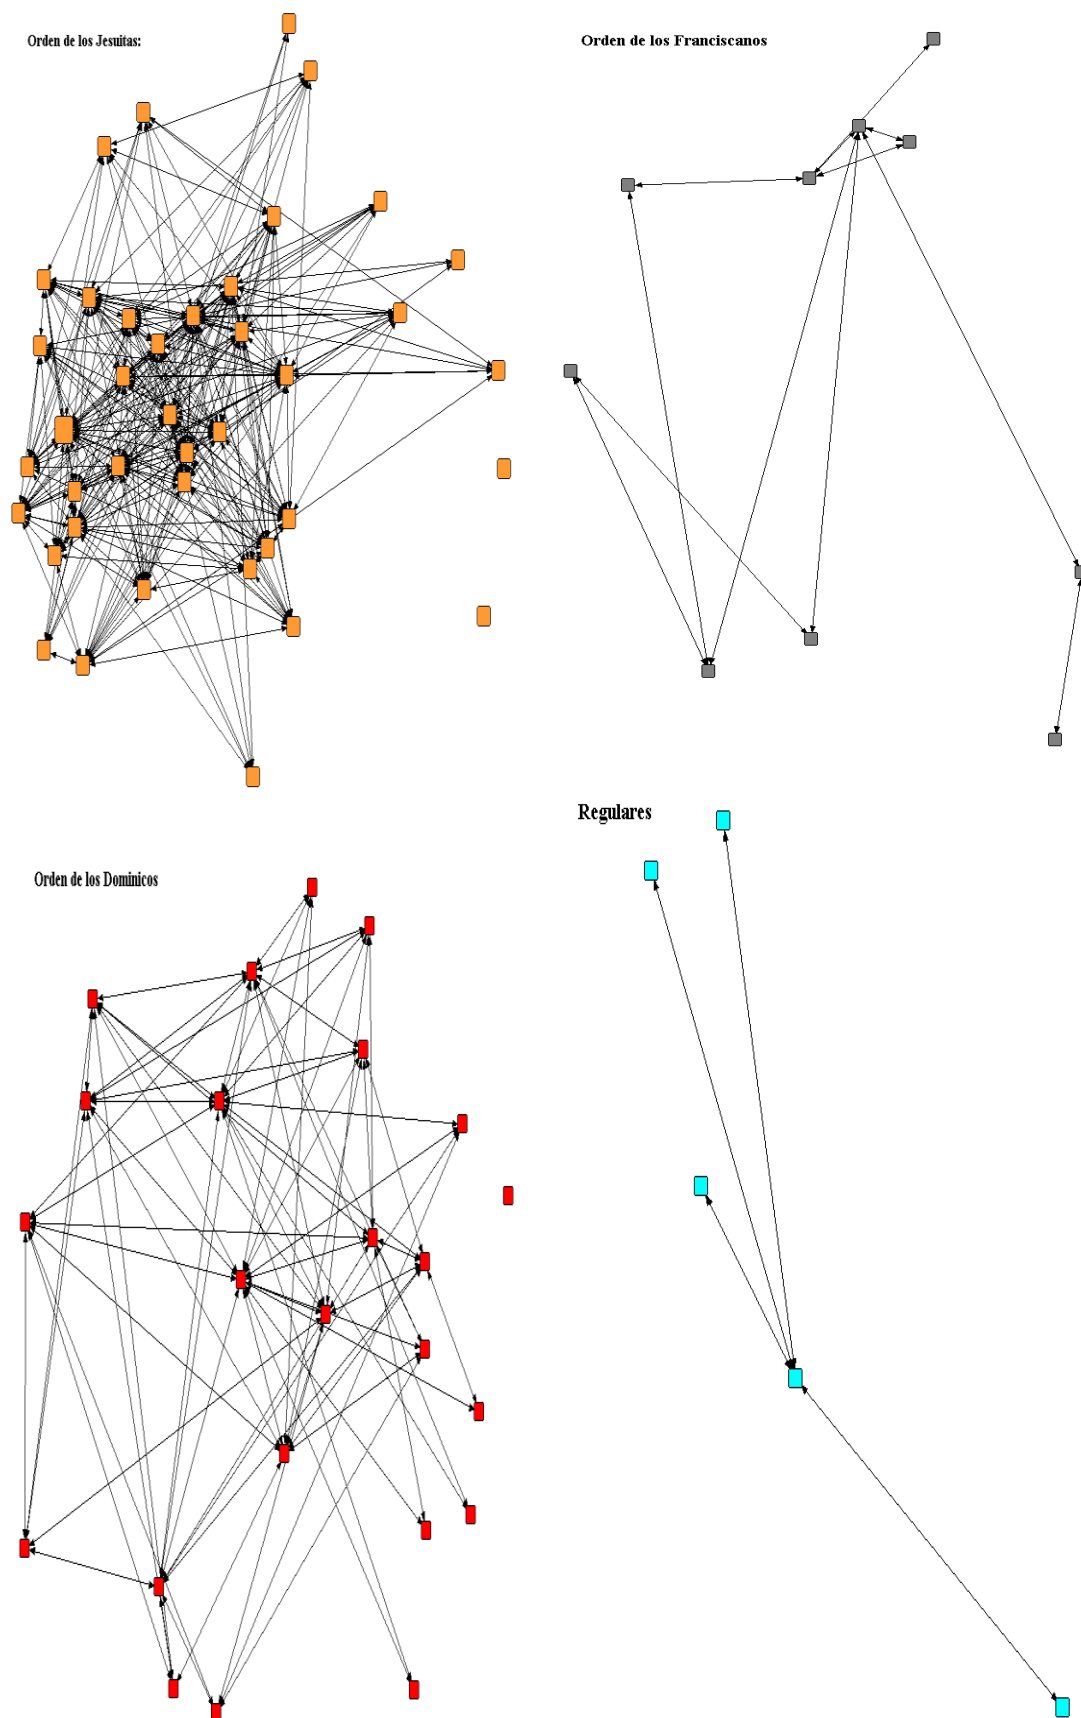 Orden de los Jesuitas:
Orden de los Franciscanos
Regulares
Orden de los Dominicos